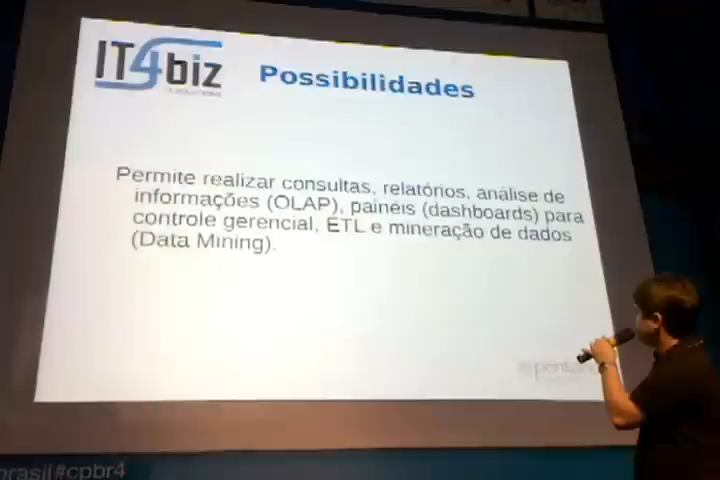 IT4biz
Possibilidades
Permite realizar consultas, relatórios, análise de
informações (OLAP), painéis (dashboards) para
controle gerencial, ETL e mineração de dados
(Data Mining).
brasil#cpbr4